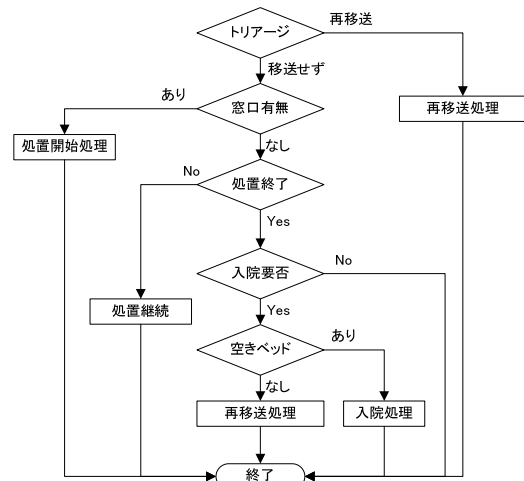 トリアージ
再移送
移送せず
あり
窓口有無
再移送処理
処置開始処理
なし
No
処置終了
Yes
入院要否
No
処置継続
Yes
空きベッド
あり
なし
再移送処理
入院処理
終了